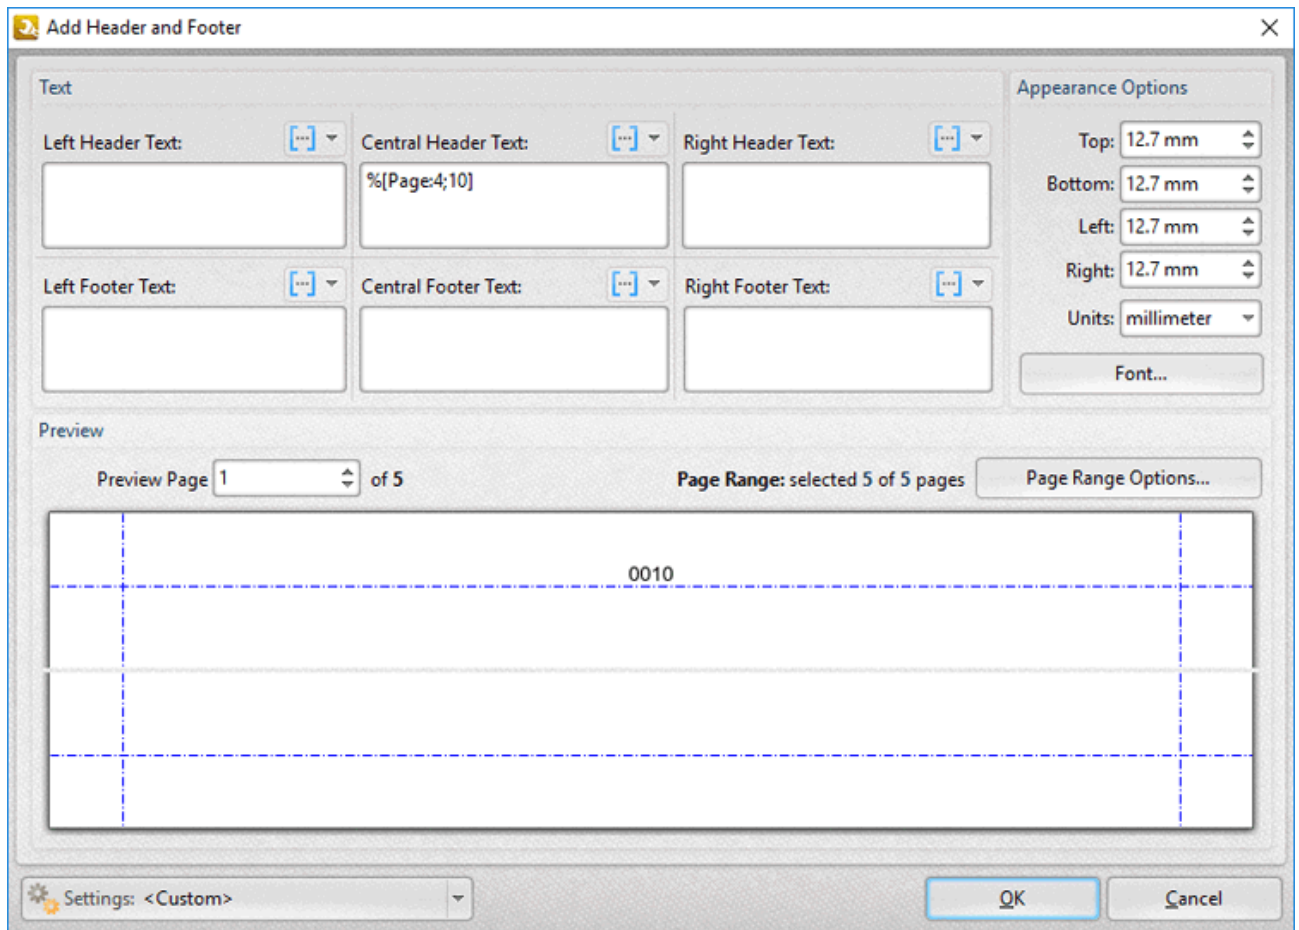 Add Header and Footer
Text
Left Header Text:
Central Header Text:
%[Page:4;10]
Right Header Text:
Left Footer Text:
Central Footer Text:
Right Footer Text:
Appearance Options
Top: 12.7 mm
Bottom: 12.7 mm
Left: 12.7 mm
Right: 12.7 mm
Units: millimeter
Font...
Preview
Preview Page 1 of 5
Page Range: selected 5 of 5 pages
Page Range Options...
0010
Settings: <Custom>
OK
Cancel